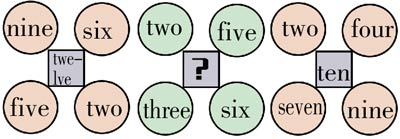 nine six two five two four
twe-
lve ? ten
five two three six seven nine